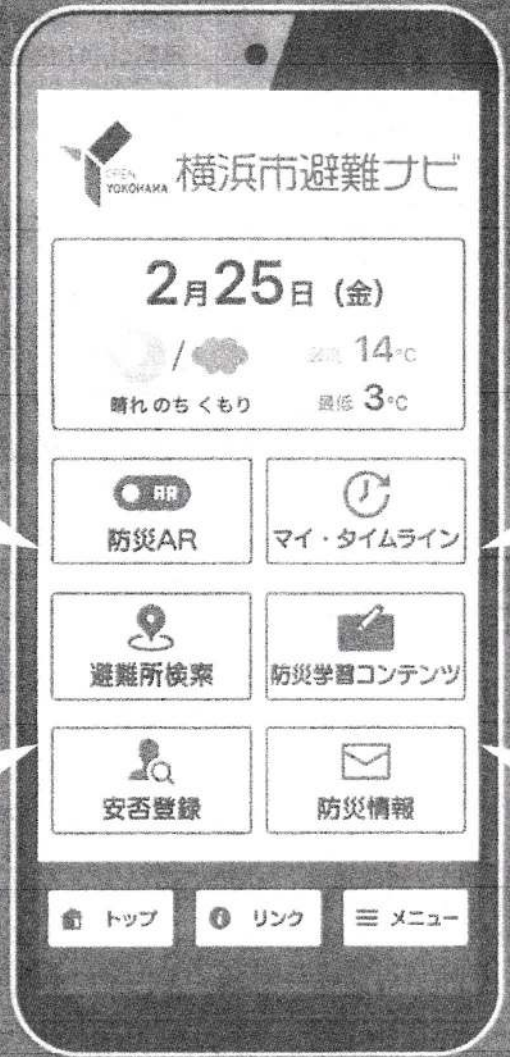 OPEN
YOKOHAMA
横浜市避難ナビ
2月25日（金）
晴れ のち くもり
14℃
最低 3℃
AR
防災AR
マイ・タイムライン
避難所検索
防災学習コンテンツ
安否登録
防災情報
トップ
リンク
メニュー